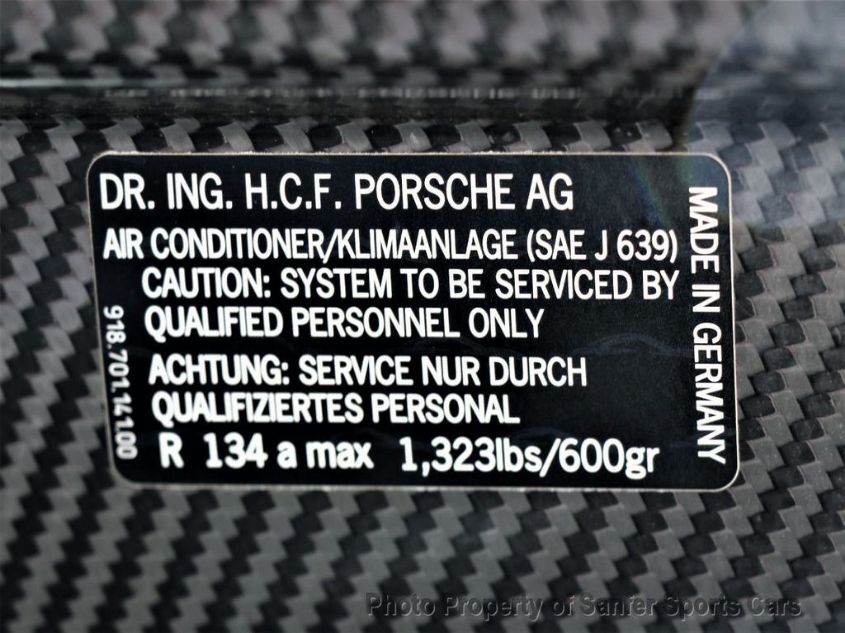 DR. ING. H.C.F. PORSCHE AG
AIR CONDITIONER/KLIMAANLAGE (SAE J 639)
CAUTION: SYSTEM TO BE SERVICED BY
QUALIFIED PERSONNEL ONLY
ACHTUNG: SERVICE NUR DURCH
QUALIFIZIERTES PERSONAL
R 134 a max 1,323lbs/600gr
918.701.141.00
MADE IN GERMANY
Photo Property of Sanfer Sports Cars